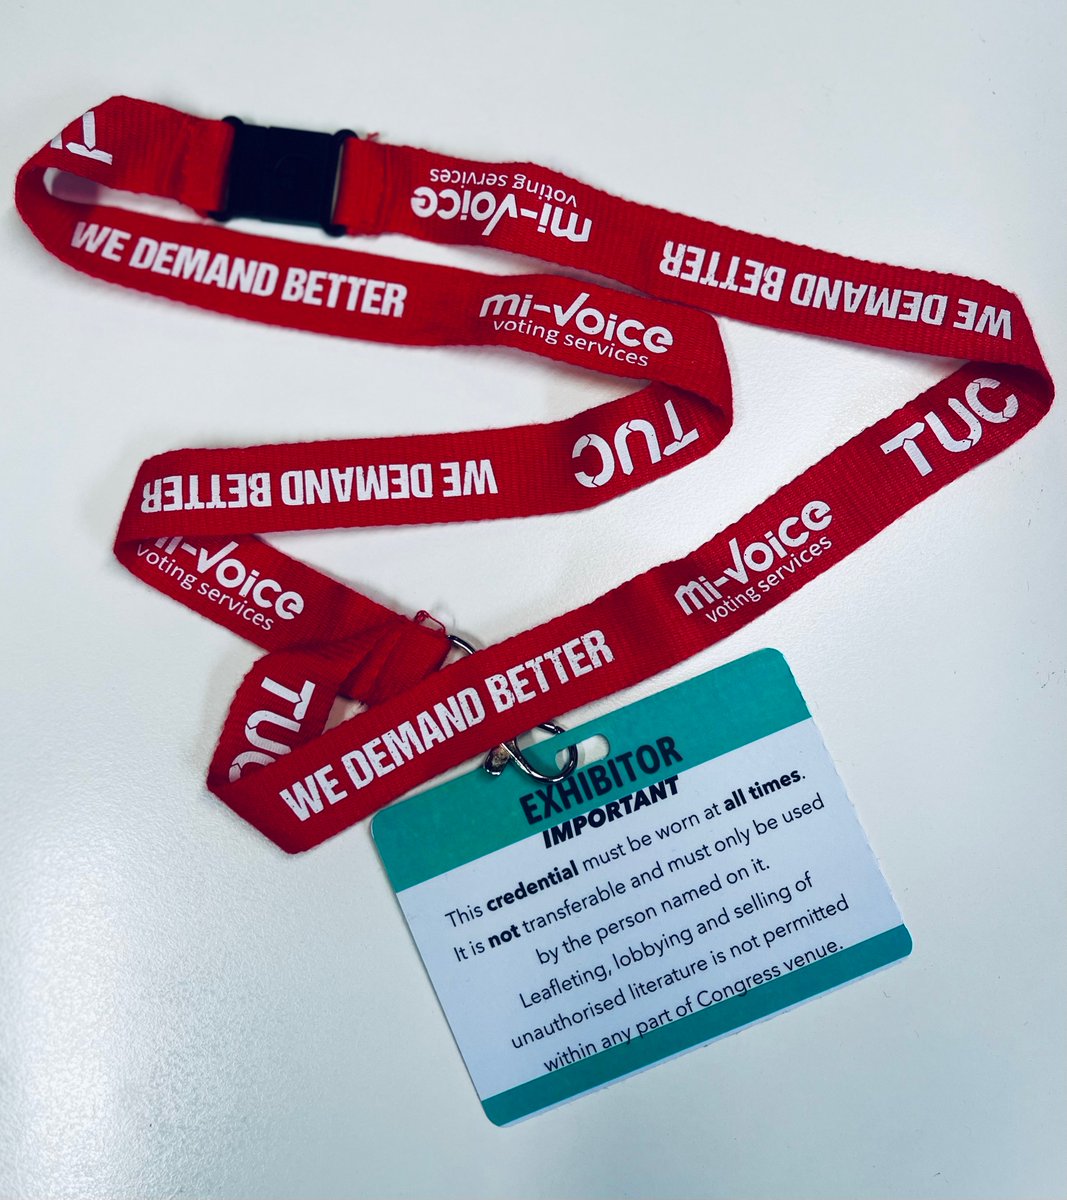 mi-voice
voting services
WE DEMAND BETTER
WE DEMAND BETTER
mi-voice
voting services
TUC
TUC
WE DEMAND BETTER
mi-voice
voting services
voice
voting services
TUC
WE DEMAND BETTER
EXHIBITOR
IMPORTANT
This credential must be worn at all times.
It is not transferable and must only be used
by the person named on it.
Leafleting, lobbying and selling of
unauthorised literature is not permitted
within any part of Congress venue.